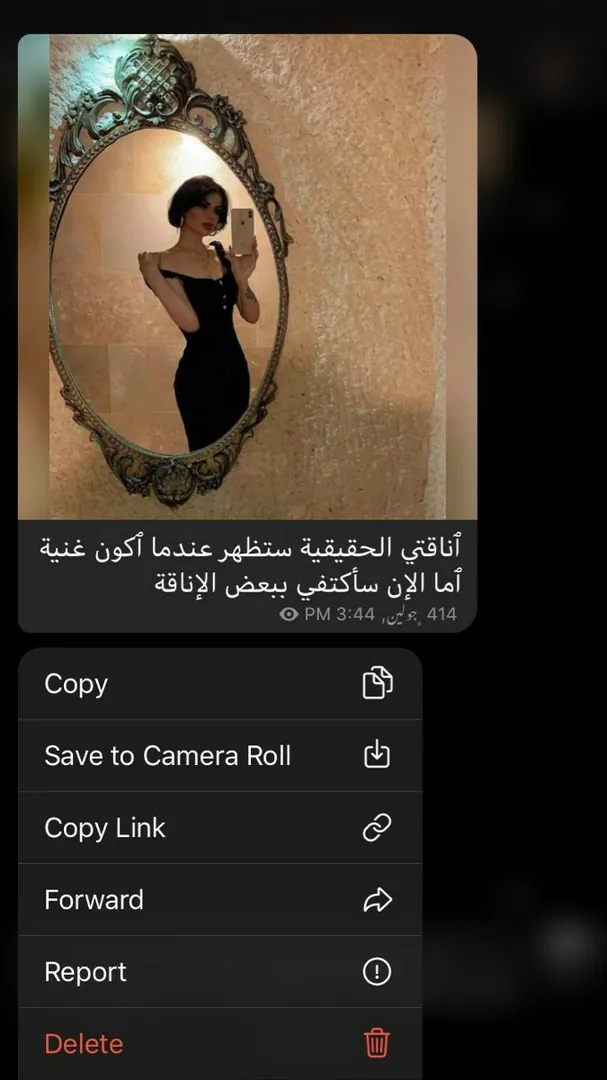 أناقتي الحقيقية ستظهر عندما أكون غنية
أما الإن سأكتفي ببعض الإناقة
414 جولين, 3:44 PM
Copy
Save to Camera Roll
Copy Link
Forward
Report
Delete